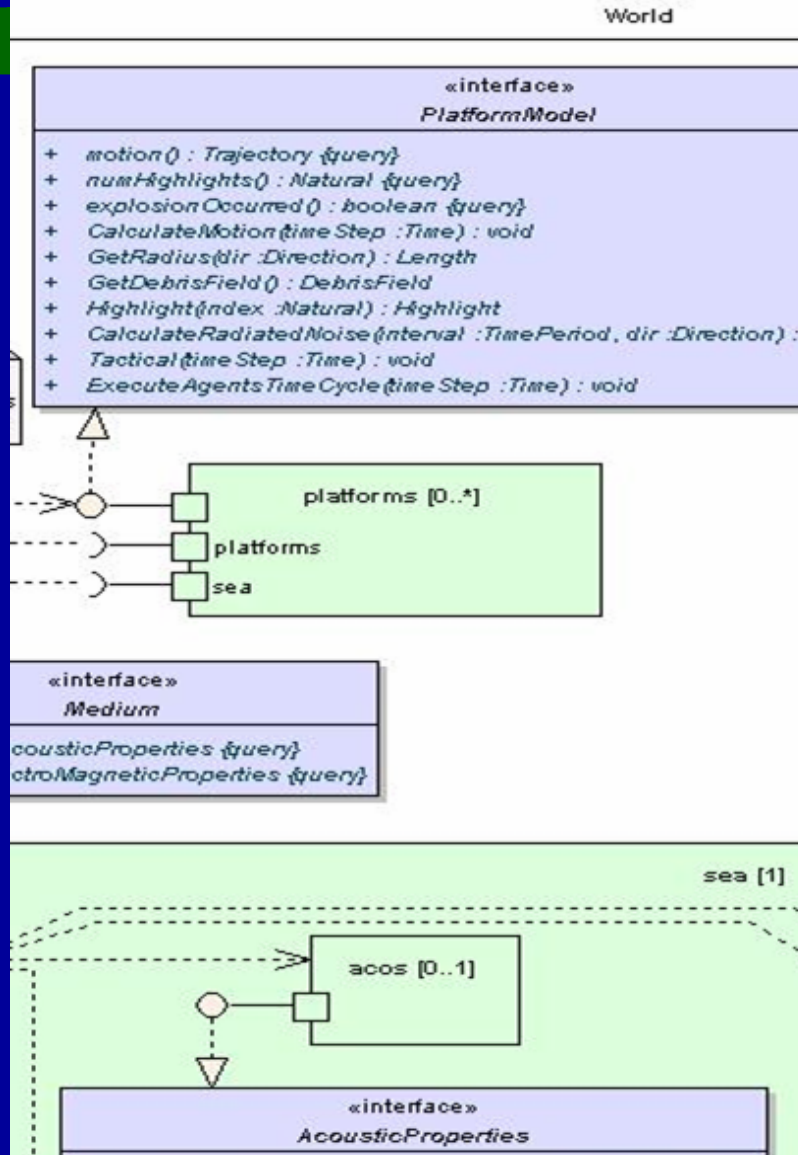 World
«interface»
PlatformModel
+ motion() : Trajectory {query}
+ numHighlights() : Natural {query}
+ explosionOccurred() : boolean {query}
+ CalculateMotion(timeStep :Time) : void
+ GetRadius(dir :Direction) : Length
+ GetDebrisField() : DebrisField
+ Highlight(index :Natural) : Highlight
+ CalculateRadiatedNoise(interval :TimePeriod, dir :Direction) :
+ Tactical(timeStep :Time) : void
+ ExecuteAgentsTimeCycle(timeStep :Time) : void
s
platforms [0..*]
platforms
sea
«interface»
Medium
cousticProperties {query}
ctroMagneticProperties {query}
sea [1]
acos [0..1]
«interface»
AcousticProperties